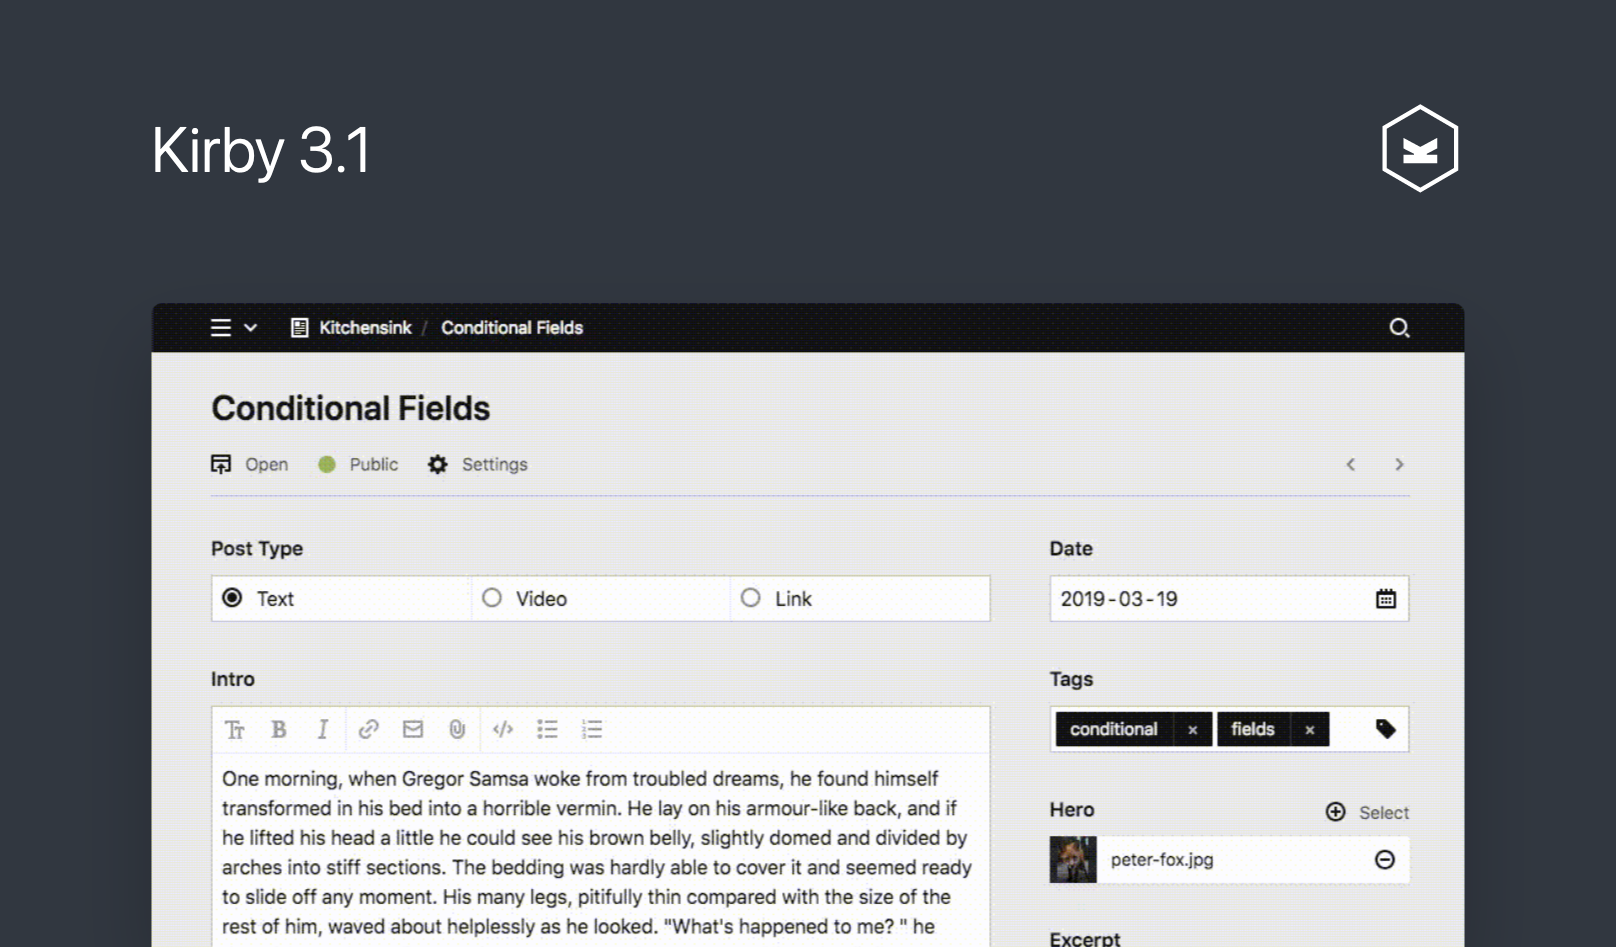 Kirby 3.1
Kitchensink / Conditional Fields
Conditional Fields
Open Public Settings
Post Type
Text Video Link
Date
2019-03-19
Intro
One morning, when Gregor Samsa woke from troubled dreams, he found himself
transformed in his bed into a horrible vermin. He lay on his armour-like back, and if
he lifted his head a little he could see his brown belly, slightly domed and divided by
arches into stiff sections. The bedding was hardly able to cover it and seemed ready
to slide off any moment. His many legs, pitifully thin compared with the size of the
rest of him, waved about helplessly as he looked. "What's happened to me? " he
Tags
conditional × fields ×
Hero
Select
peter-fox.jpg
Excerpt